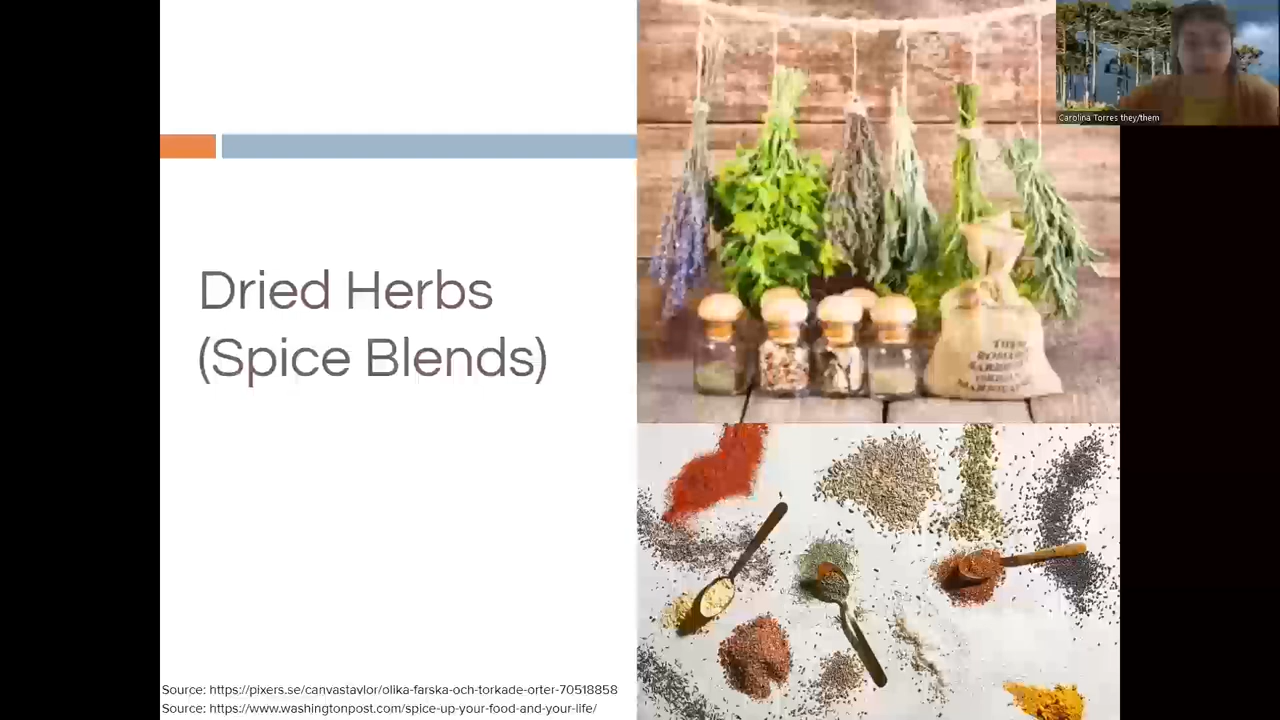 Carolina Torres they/them
Dried Herbs
(Spice Blends)
Source: https://pixers.se/canvastavlor/olika-farska-och-torkade-orter-70518858
Source: https://www.washingtonpost.com/spice-up-your-food-and-your-life/